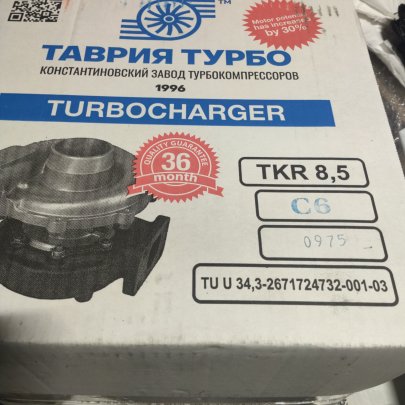 TM
Motor potential
has increased
by 30%
ТАВРИЯ ТУРБО
КОНСТАНТИНОВСКИЙ ЗАВОД ТУРБОКОМПРЕССОРОВ
1996
TURBOCHARGER
QUALITY GUARANTEE
36
month
TKR 8,5
C6
0975
TU U 34,3-2671724732-001-03